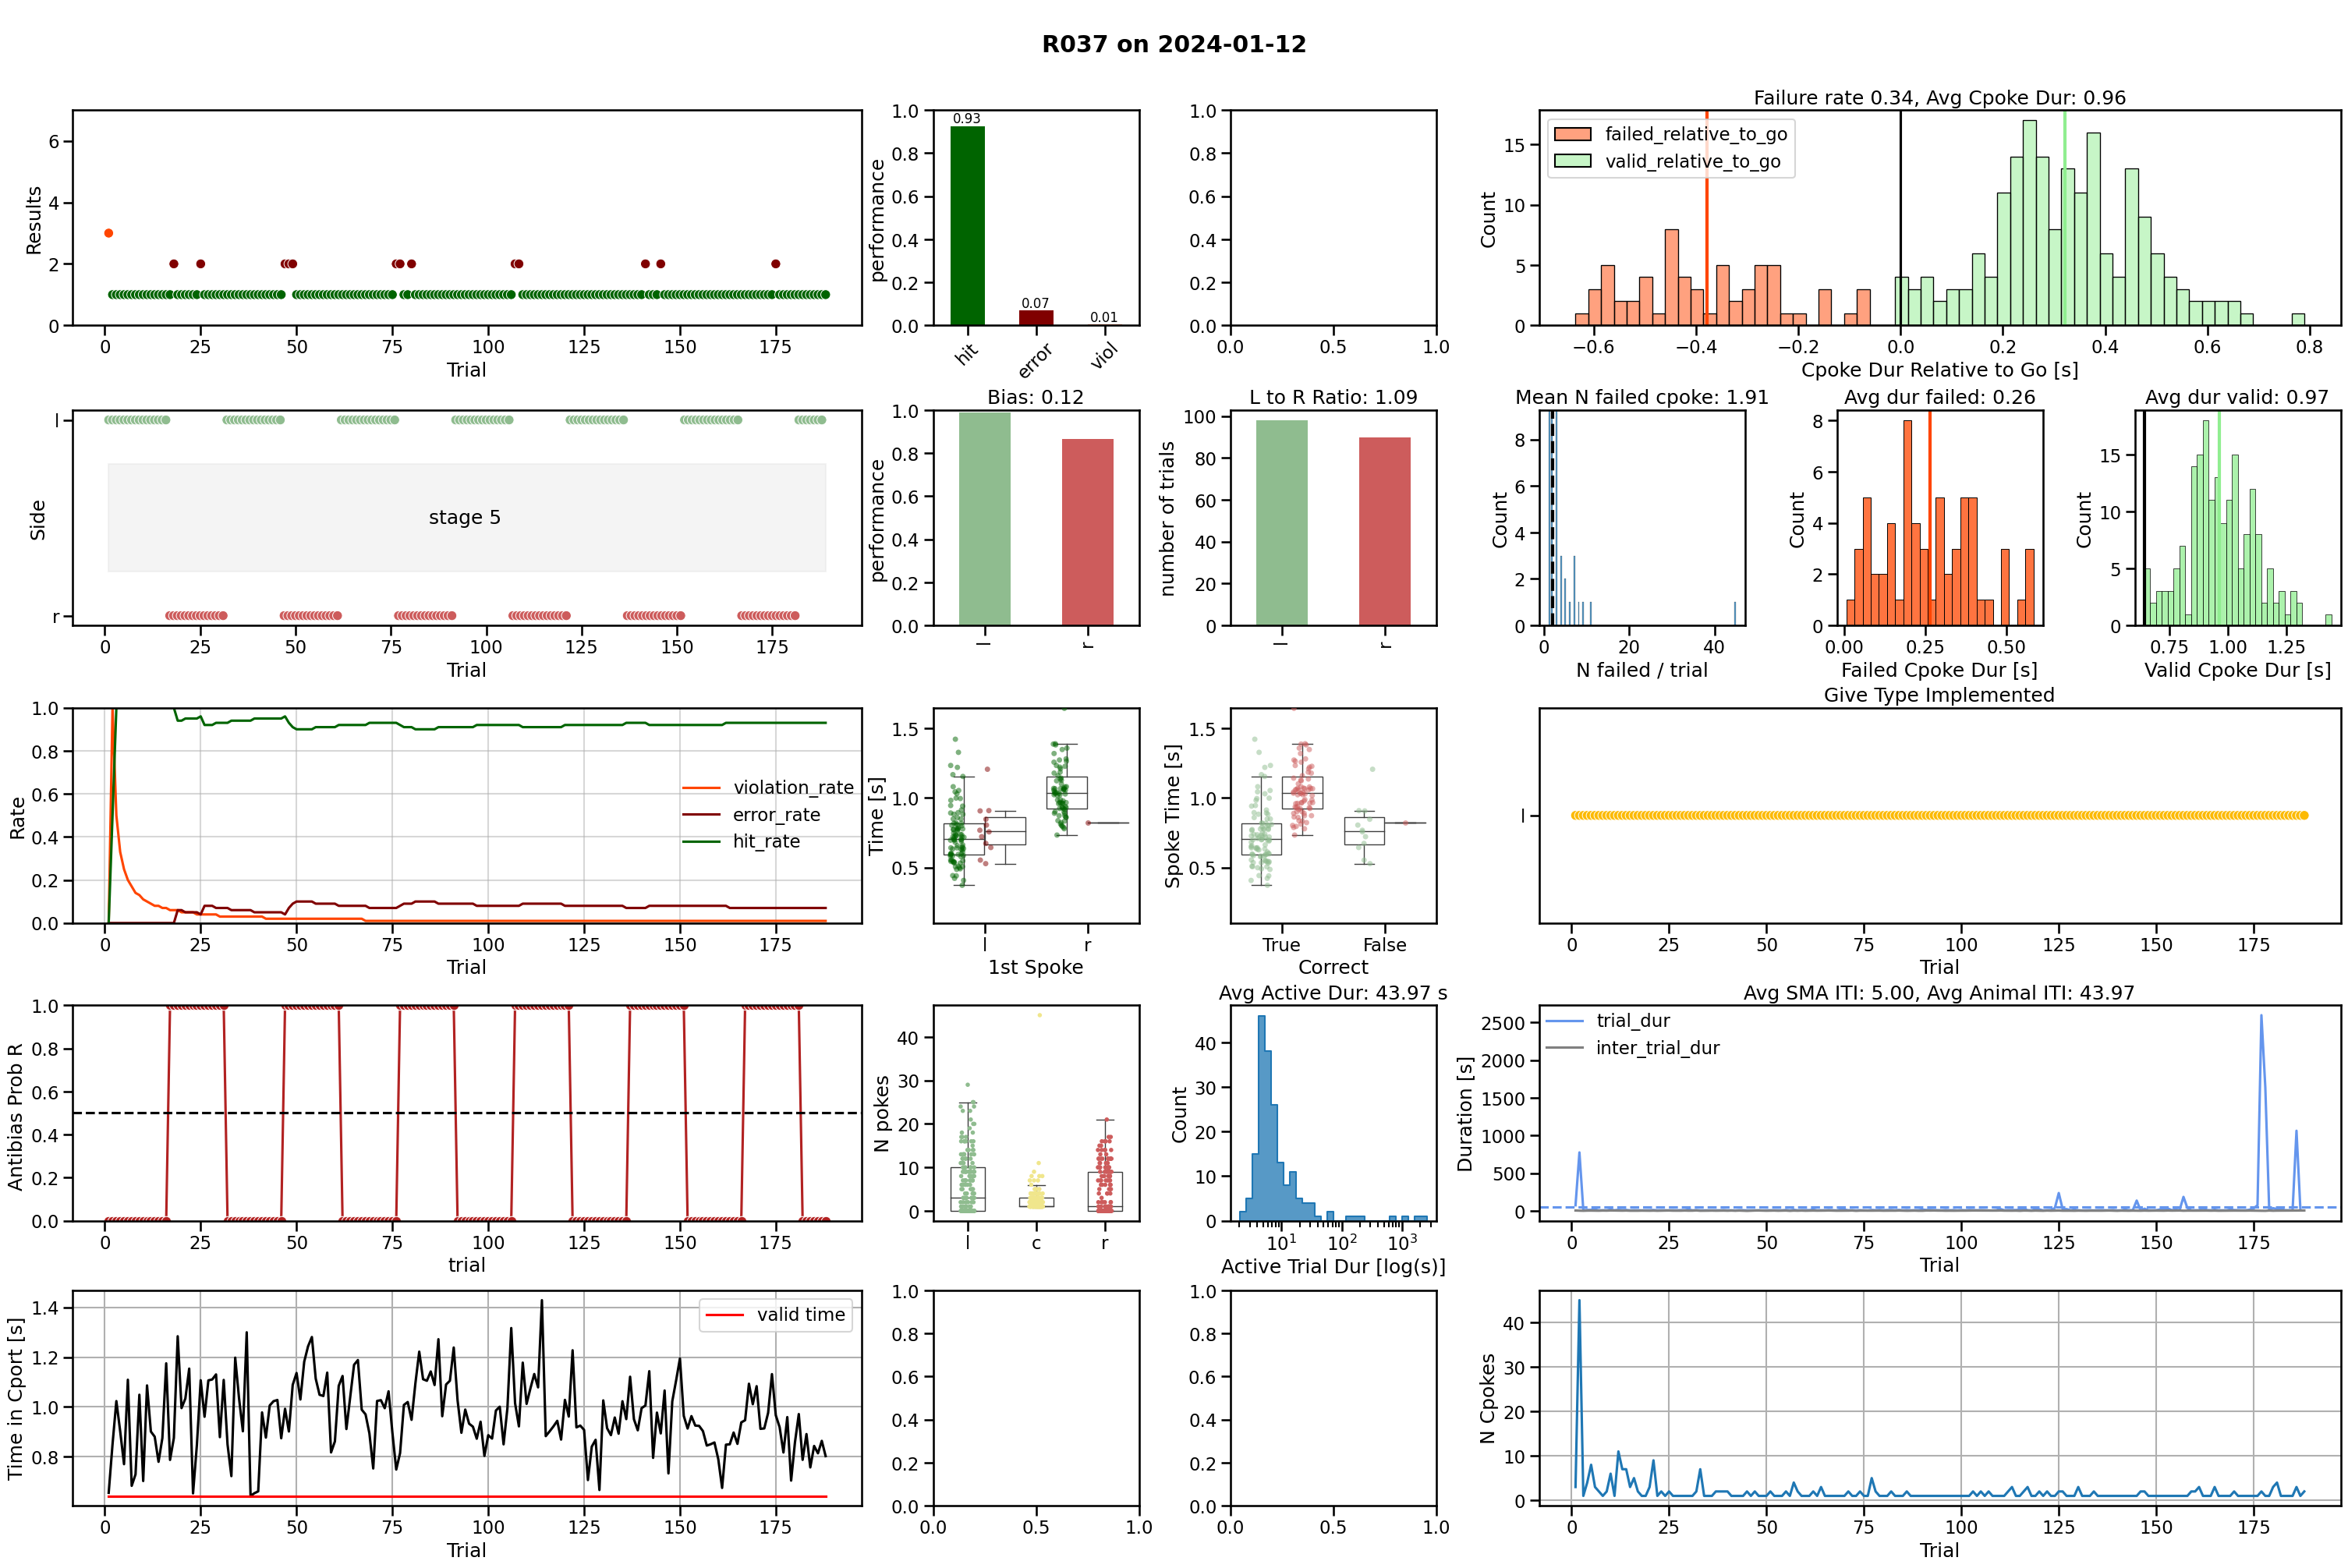 R037 on 2024-01-12
Results
6
4
2
0
0 25 50 75 100 125 150 175
Trial
performance
1.0
0.8
0.6
0.4
0.2
0.0
0.93
0.07
0.01
hit error viol
1.0
0.8
0.6
0.4
0.2
0.0
0.0 0.5 1.0
Failure rate 0.34, Avg Cpoke Dur: 0.96
failed_relative_to_go
valid_relative_to_go
Count
15
10
5
0
−0.6 −0.4 −0.2 0.0 0.2 0.4 0.6 0.8
Cpoke Dur Relative to Go [s]
Side
l
stage 5
r
0 25 50 75 100 125 150 175
Trial
Bias: 0.12
performance
1.0
0.8
0.6
0.4
0.2
0.0
l r
L to R Ratio: 1.09
number of trials
100
80
60
40
20
0
l r
Mean N failed cpoke: 1.91
Count
8
6
4
2
0
0 20 40
N failed / trial
Avg dur failed: 0.26
Count
8
6
4
2
0
0.00 0.25 0.50
Failed Cpoke Dur [s]
Avg dur valid: 0.97
Count
15
10
5
0
0.75 1.00 1.25
Valid Cpoke Dur [s]
Rate
1.0
0.8
0.6
0.4
0.2
0.0
violation_rate
error_rate
hit_rate
0 25 50 75 100 125 150 175
Trial
Time [s]
1.5
1.0
0.5
l r
1st Spoke
Spoke Time [s]
1.5
1.0
0.5
True False
Correct
Give Type Implemented
l
0 25 50 75 100 125 150 175
Trial
Antibias Prob R
1.0
0.8
0.6
0.4
0.2
0.0
0 25 50 75 100 125 150 175
trial
N pokes
40
30
20
10
0
l c r
Avg Active Dur: 43.97 s
Count
40
30
20
10
0
10¹ 10² 10³
Active Trial Dur [log(s)]
Avg SMA ITI: 5.00, Avg Animal ITI: 43.97
trial_dur
inter_trial_dur
Duration [s]
2500
2000
1500
1000
500
0
0 25 50 75 100 125 150 175
Trial
Time in Cport [s]
1.4
1.2
1.0
0.8
valid time
0 25 50 75 100 125 150 175
Trial
1.0
0.8
0.6
0.4
0.2
0.0
0.0 0.5 1.0
1.0
0.8
0.6
0.4
0.2
0.0
0.0 0.5 1.0
N Cpokes
40
30
20
10
0
0 25 50 75 100 125 150 175
Trial